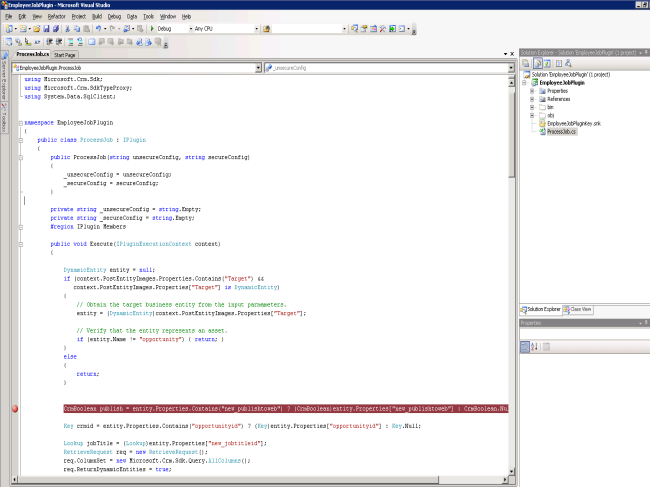 EmployeeJobPlugin - Microsoft Visual Studio
File Edit View Refactor Project Build Debug Data Tools Window Help
Debug Any CPU
ProcessJob.cs Start Page
EmployeeJobPlugin.ProcessJob _unsecureConfig
using Microsoft.Crm.Sdk;
using Microsoft.Crm.SdkTypeProxy;
using System.Data.SqlClient;
namespace EmployeeJobPlugin
{
public class ProcessJob : IPlugin
{
public ProcessJob(string unsecureConfig, string secureConfig)
{
_unsecureConfig = unsecureConfig;
_secureConfig = secureConfig;
}
private string _unsecureConfig = string.Empty;
private string _secureConfig = string.Empty;
#region IPlugin Members
public void Execute(IPluginExecutionContext context)
{
DynamicEntity entity = null;
if (context.PostEntityImages.Properties.Contains("Target") &&
context.PostEntityImages.Properties["Target"] is DynamicEntity)
{
// Obtain the target business entity from the input parmameters.
entity = (DynamicEntity)context.PostEntityImages.Properties["Target"];
// Verify that the entity represents an asset.
if (entity.Name != "opportunity") { return; }
}
else
{
return;
}
CrmBoolean publish = entity.Properties.Contains("new_publishtoweb") ? (CrmBoolean)entity.Properties["new_publishtoweb"] : CrmBoolean.Nu
Key crmid = entity.Properties.Contains("opportunityid") ? (Key)entity.Properties["opportunityid"] : Key.Null;
Lookup jobTitle = (Lookup)entity.Properties["new_jobtitleid"];
RetrieveRequest req = new RetrieveRequest();
req.ColumnSet = new Microsoft.Crm.Sdk.Query.AllColumns();
req.ReturnDynamicEntities = true;
Server Explorer
Toolbox
Solution Explorer - Solution 'EmployeeJobPlugin' (1 project)
Solution 'EmployeeJobPlugin' (1 project)
EmployeeJobPlugin
Properties
References
bin
obj
EmployeeJobPluginKey.snk
ProcessJob.cs
Solution Explorer Class View
Properties